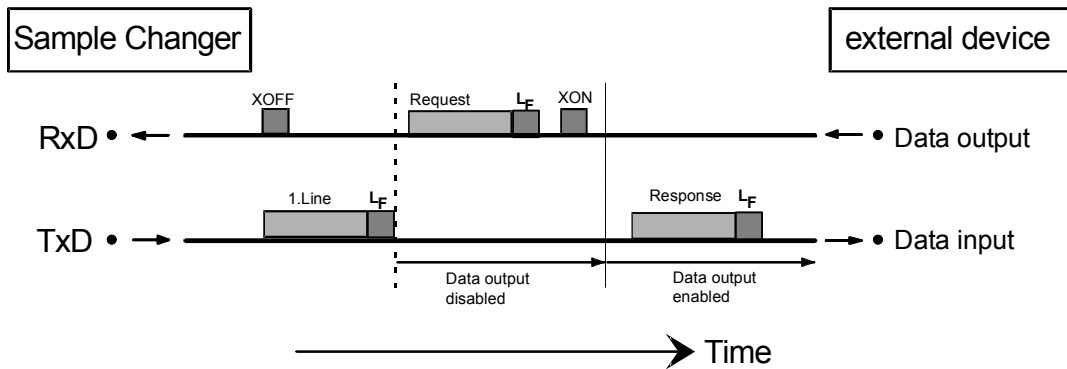 Sample Changer
external device
XOFF
Request
LF
XON
RxD
Data output
1.Line
LF
Response
LF
TxD
Data input
Data output
disabled
Data output
enabled
Time